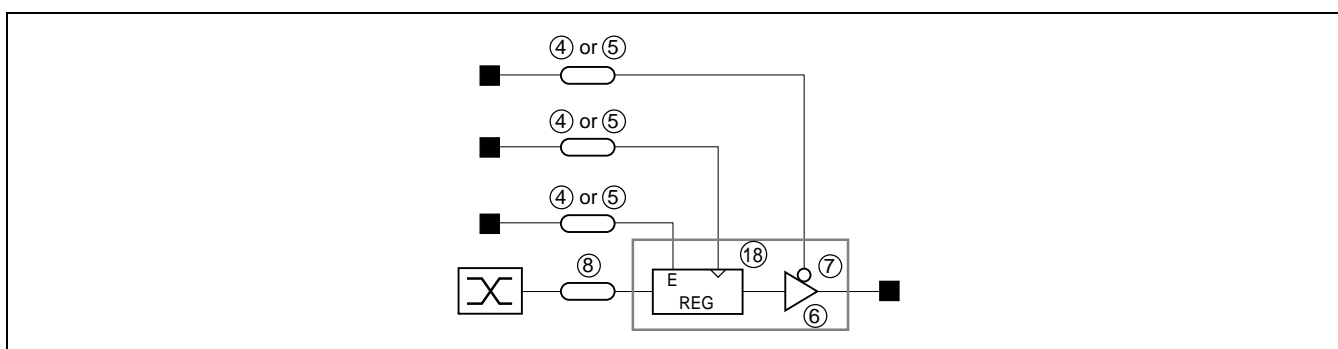 ④ or ⑤
④ or ⑤
④ or ⑤
⑱
⑧
⑦
E
REG
⑥